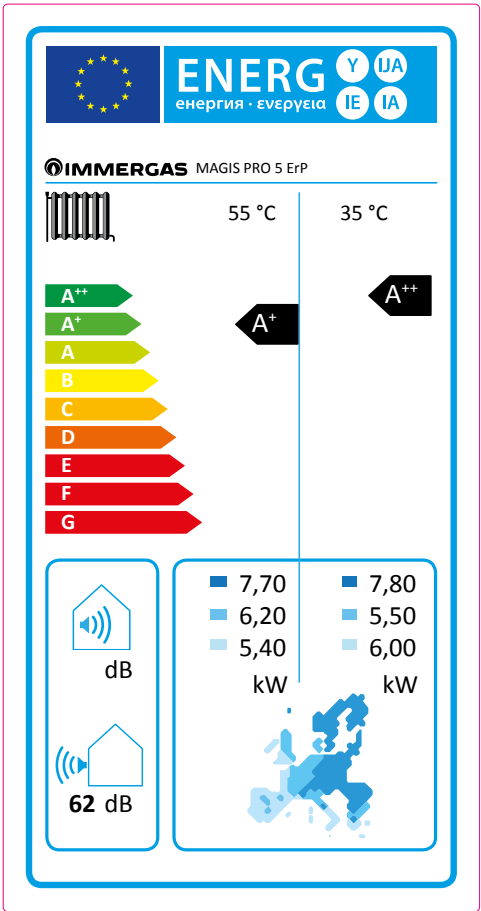 ENERG
енергия · ενεργεια
Y IJA
IE IA
IMMERGAS MAGIS PRO 5 ErP
55 °C 35 °C
A++
A+
A
B
C
D
E
F
G
A+
A++
7,70 7,80
6,20 5,50
5,40 6,00
kW kW
dB
62 dB